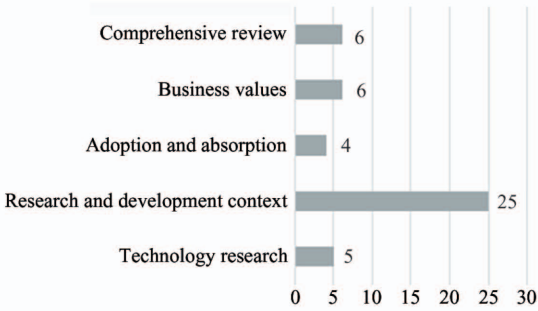 Comprehensive review 6
Business values 6
Adoption and absorption 4
Research and development context 25
Technology research 5
0 5 10 15 20 25 30